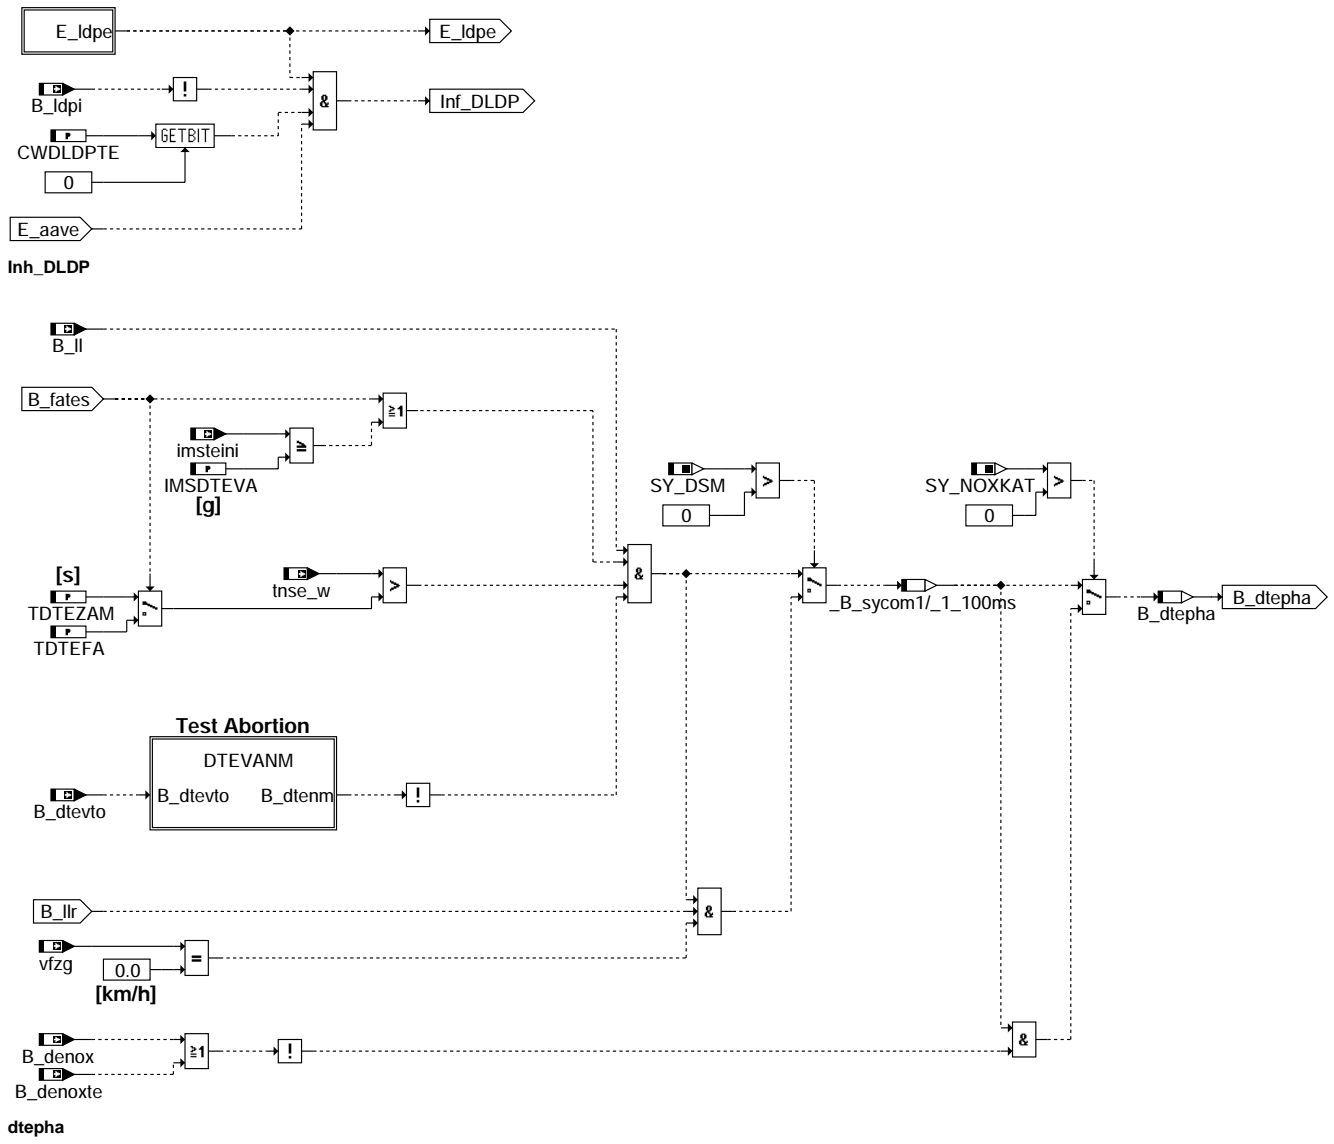 E_ldpe
E_ldpe
B_ldpi
!
&
Inf_DLDP
CWDLDPTE
P
GETBIT
0
E_aave
Inh_DLDP
B_ll
B_fates
≥1
imsteini
≥
P
IMSDTEVA
[g]
SY_DSM
>
0
SY_NOXKAT
>
0
[s]
P
TDTEZAM
P
TDTEFA
tnse_w
>
&
_B_sycom1/_1_100ms
B_dtepha
B_dtepha
Test Abortion
DTEVANM
B_dtevto
B_dtevto
B_dtenm
!
B_llr
&
vfzg
=
0.0
[km/h]
B_denox
≥1
!
&
B_denoxte
dtepha